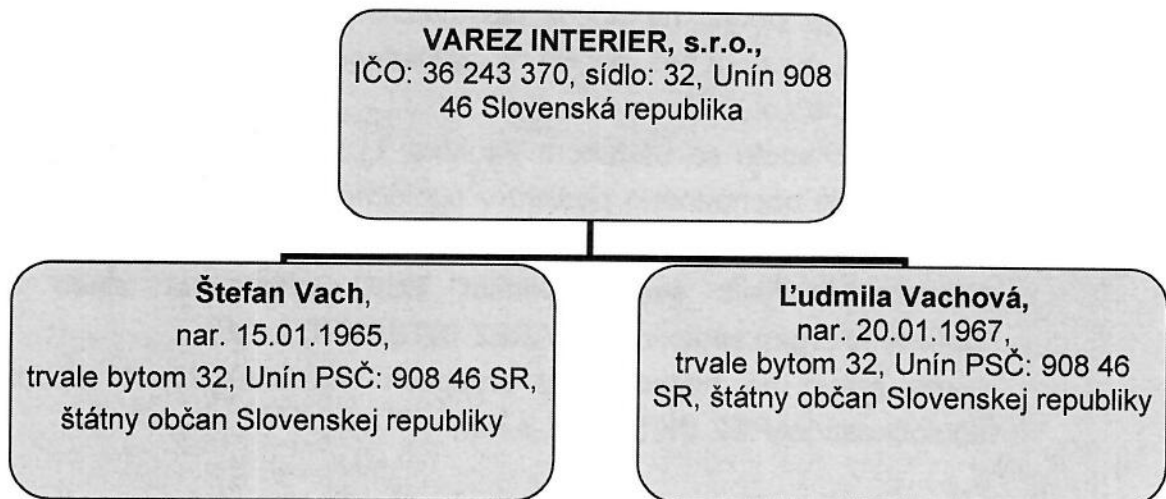 VAREZ INTERIER, s.r.o.,
IČO: 36 243 370, sídlo: 32, Unín 908
46 Slovenská republika
Štefan Vach,
nar. 15.01.1965,
trvale bytom 32, Unín PSČ: 908 46 SR,
štátny občan Slovenskej republiky
Ľudmila Vachová,
nar. 20.01.1967,
trvale bytom 32, Unín PSČ: 908 46
SR, štátny občan Slovenskej republiky